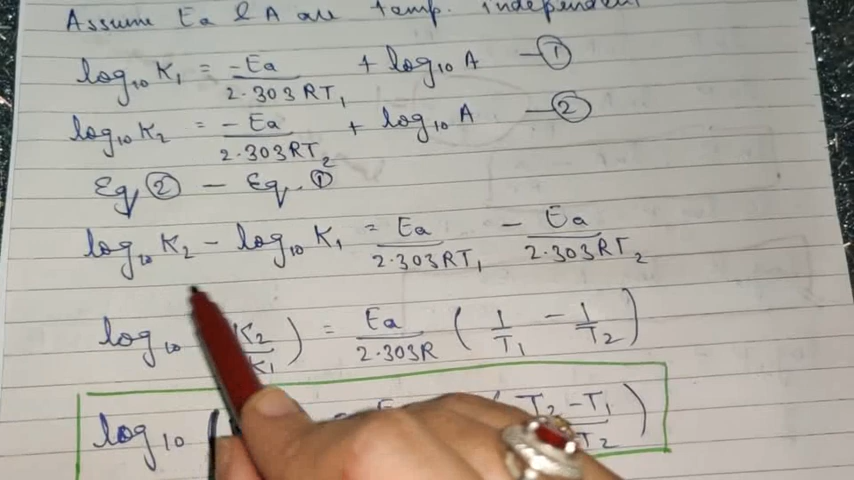 Assume Ea & A are temp. independent
log₁₀ K₁ = -Ea / 2.303RT₁ + log₁₀ A — ①
log₁₀ K₂ = -Ea / 2.303RT₂ + log₁₀ A — ②
Eq ② - Eq. ①
log₁₀ K₂ - log₁₀ K₁ = Ea / 2.303RT₁ - Ea / 2.303RT₂
log₁₀ K₂ / K₁ ) = Ea / 2.303R ( 1 / T₁ - 1 / T₂ )
log₁₀ ( = ( T₂ - T₁ / T₂ )